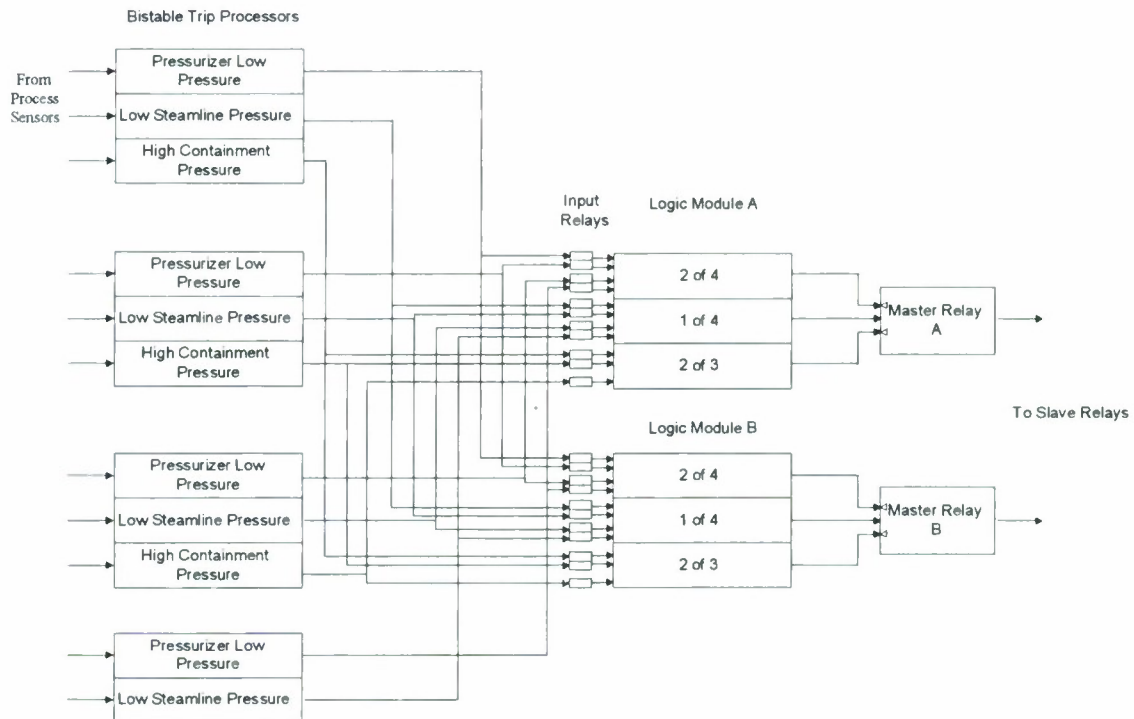 Bistable Trip Processors
From
Process
Sensors
Pressurizer Low
Pressure
Low Steamline Pressure
High Containment
Pressure
Input
Relays
Logic Module A
Pressurizer Low
Pressure
Low Steamline Pressure
High Containment
Pressure
2 of 4
1 of 4
2 of 3
Master Relay
A
To Slave Relays
Logic Module B
Pressurizer Low
Pressure
Low Steamline Pressure
High Containment
Pressure
2 of 4
1 of 4
2 of 3
Master Relay
B
Pressurizer Low
Pressure
Low Steamline Pressure